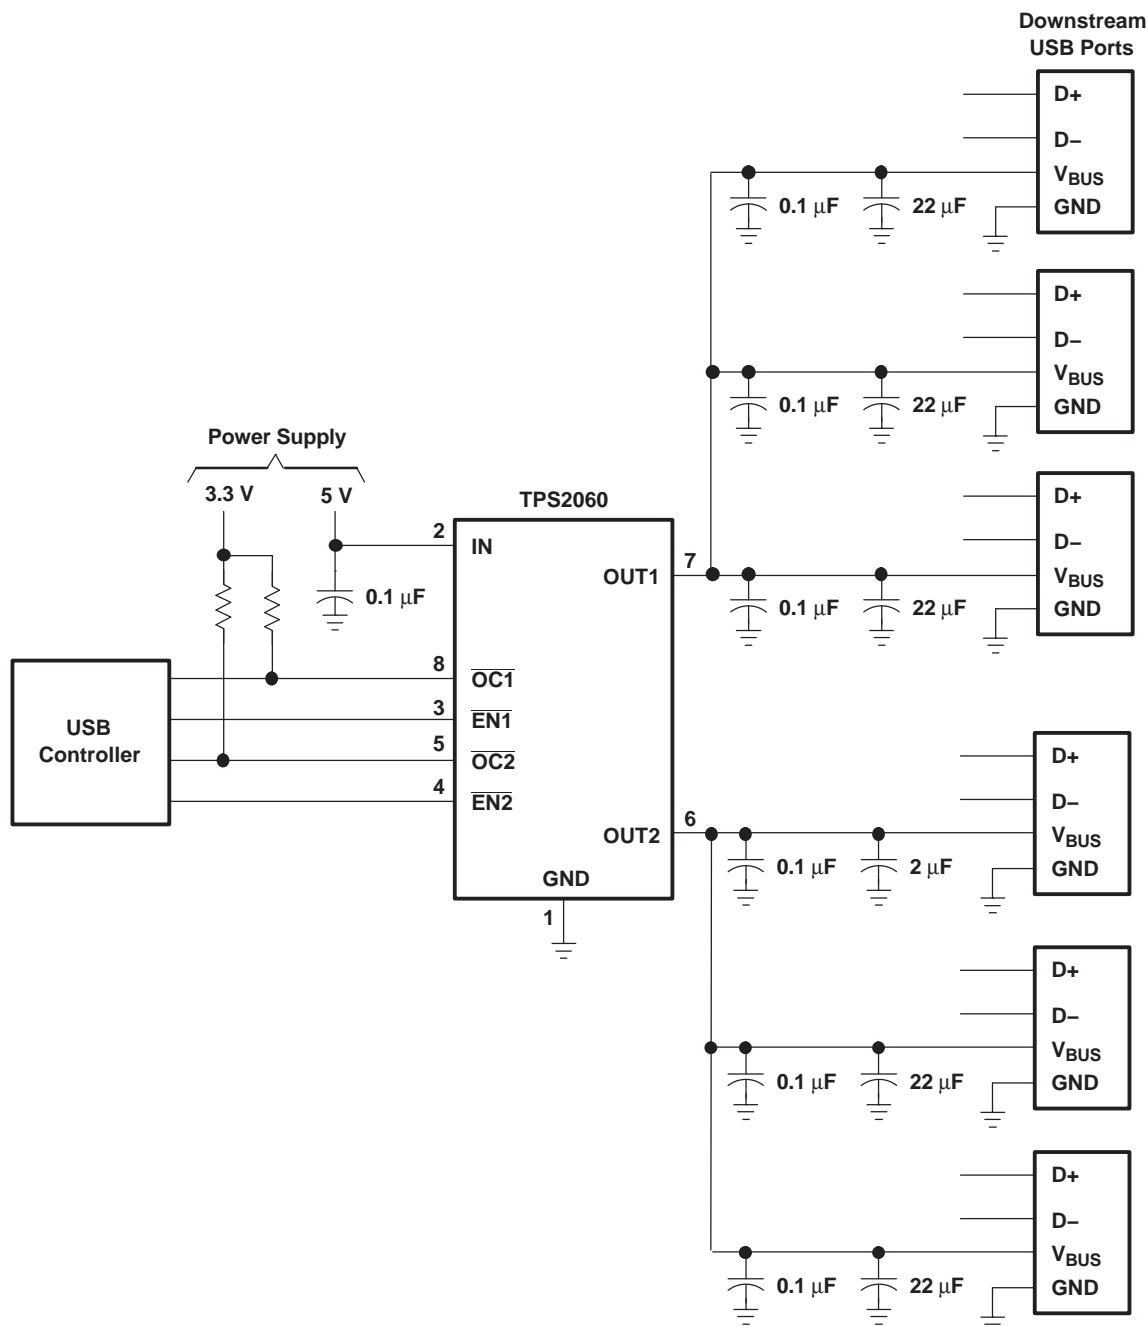 Downstream
USB Ports
D+
D−
VBUS
0.1 μF
22 μF
GND
D+
D−
VBUS
0.1 μF
22 μF
GND
Power Supply
3.3 V
5 V
TPS2060
D+
2
IN
D−
7
OUT1
VBUS
0.1 μF
0.1 μF
22 μF
GND
8
OC1
3
EN1
USB
Controller
5
OC2
4
EN2
D+
D−
6
OUT2
VBUS
0.1 μF
2 μF
GND
GND
1
D+
D−
VBUS
0.1 μF
22 μF
GND
D+
D−
VBUS
0.1 μF
22 μF
GND